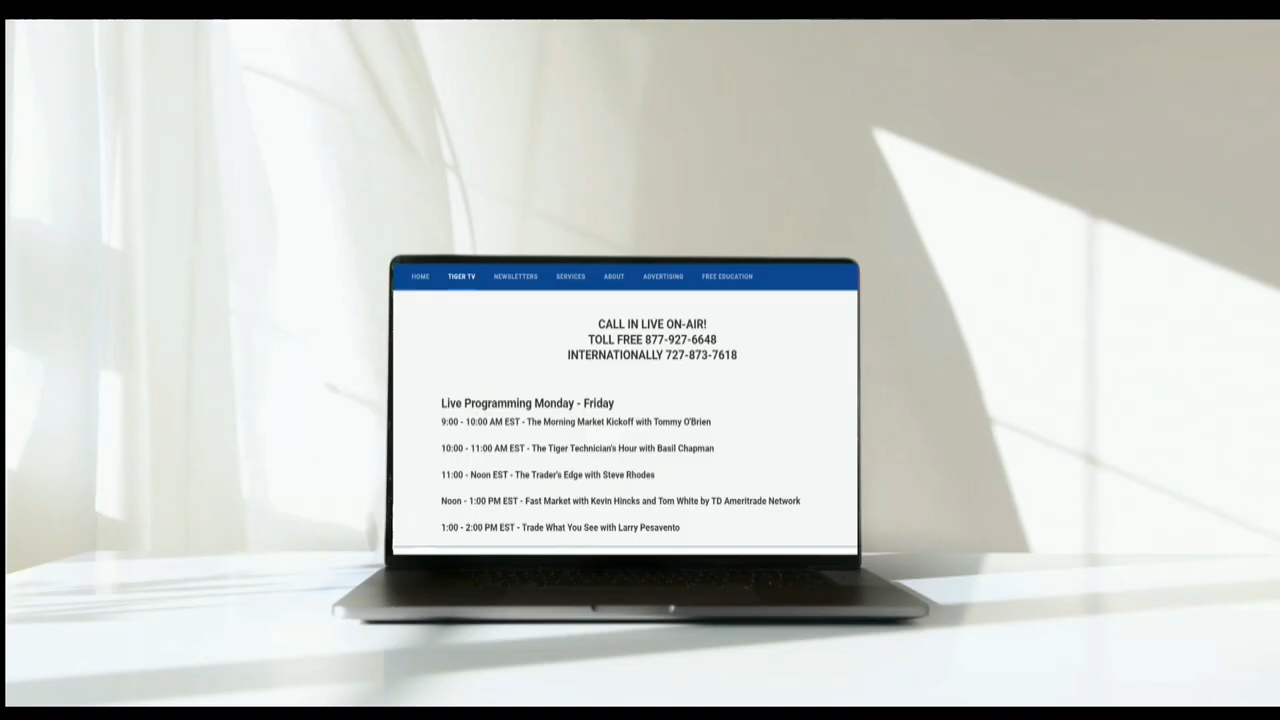 HOME TIGER TV NEWSLETTERS SERVICES ABOUT ADVERTISING FREE EDUCATION
CALL IN LIVE ON-AIR!
TOLL FREE 877-927-6648
INTERNATIONALLY 727-873-7618
Live Programming Monday - Friday
9:00 - 10:00 AM EST - The Morning Market Kickoff with Tommy O'Brien
10:00 - 11:00 AM EST - The Tiger Technician's Hour with Basil Chapman
11:00 - Noon EST - The Trader's Edge with Steve Rhodes
Noon - 1:00 PM EST - Fast Market with Kevin Hincks and Tom White by TD Ameritrade Network
1:00 - 2:00 PM EST - Trade What You See with Larry Pesavento